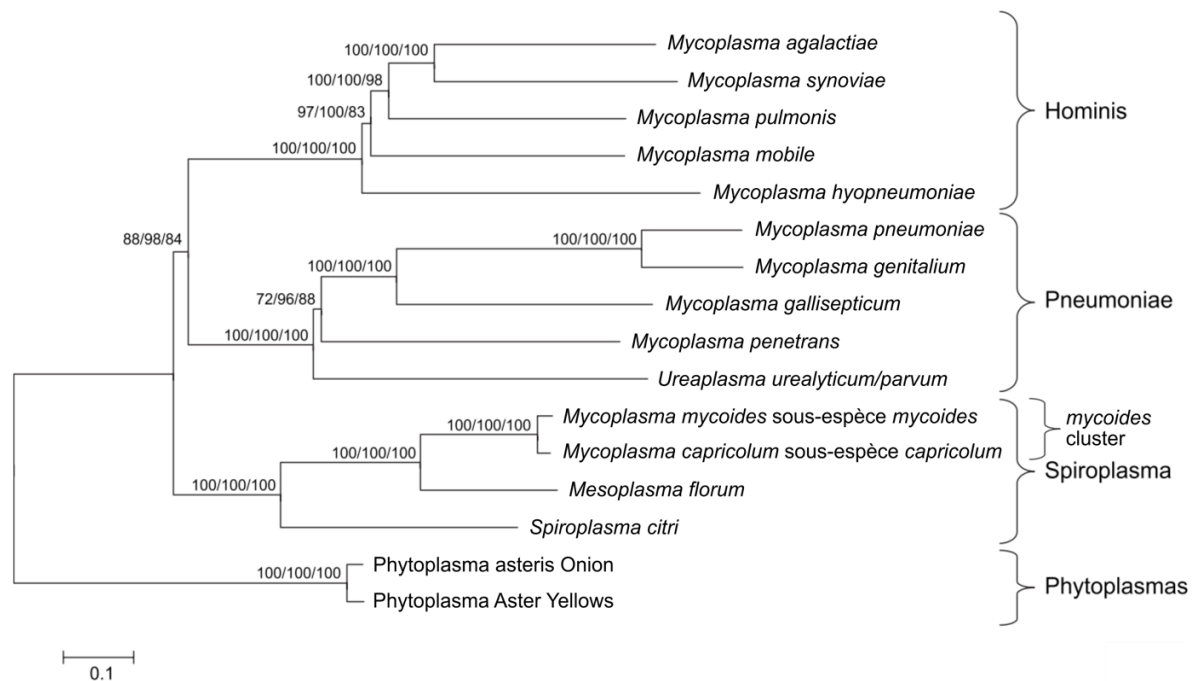 100/100/100
Mycoplasma agalactiae
100/100/98
Mycoplasma synoviae
97/100/83
Mycoplasma pulmonis
Hominis
100/100/100
Mycoplasma mobile
Mycoplasma hyopneumoniae
88/98/84
100/100/100
Mycoplasma pneumoniae
100/100/100
Mycoplasma genitalium
72/96/88
Mycoplasma gallisepticum
Pneumoniae
100/100/100
Mycoplasma penetrans
Ureaplasma urealyticum/parvum
100/100/100
Mycoplasma mycoides sous-espèce mycoides
mycoides
cluster
100/100/100
Mycoplasma capricolum sous-espèce capricolum
Spiroplasma
100/100/100
Mesoplasma florum
Spiroplasma citri
100/100/100
Phytoplasma asteris Onion
Phytoplasmas
Phytoplasma Aster Yellows
0.1